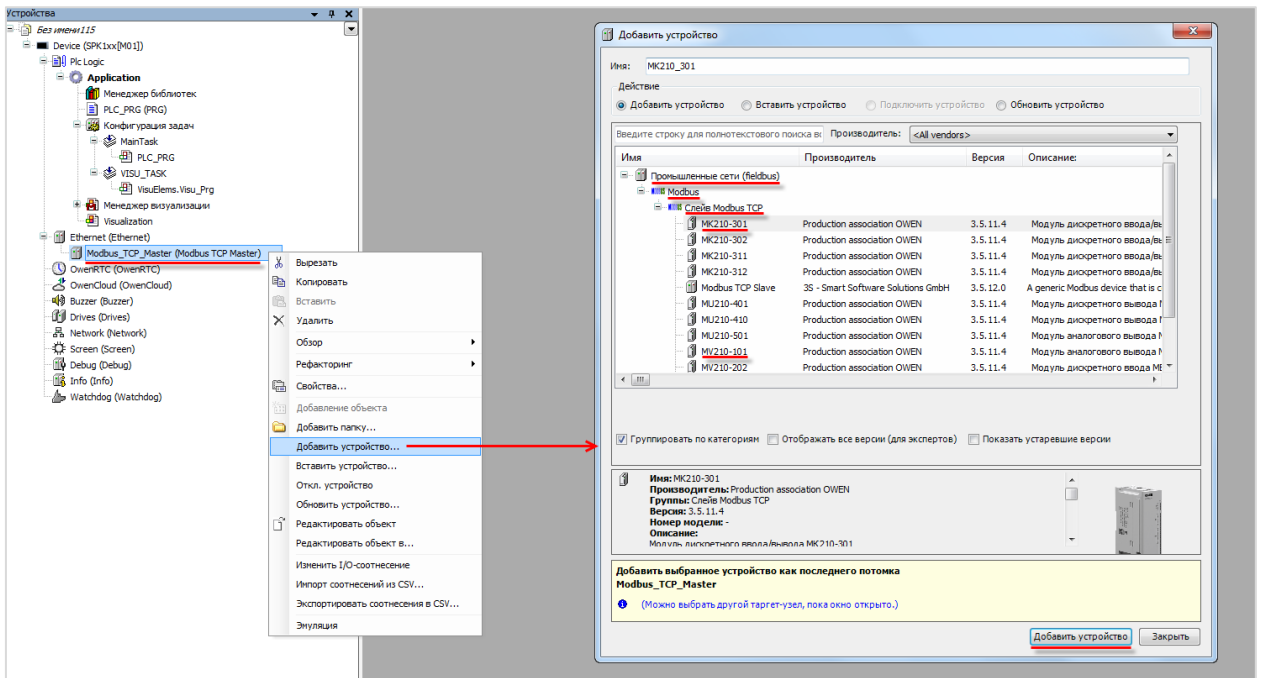 Устройства
Без имени115
Device (SPK1xx[M01])
Plc Logic
Application
Менеджер библиотек
PLC_PRG (PRG)
Конфигурация задач
MainTask
PLC_PRG
VISU_TASK
VisuElems.Visu_Prg
Менеджер визуализации
Visualization
Ethernet (Ethernet)
Modbus_TCP_Master (Modbus TCP Master)
OwenRTC (OwenRTC)
OwenCloud (OwenCloud)
Buzzer (Buzzer)
Drives (Drives)
Network (Network)
Screen (Screen)
Debug (Debug)
Info (Info)
Watchdog (Watchdog)
Вырезать
Копировать
Вставить
Удалить
Обзор
Рефакторинг
Свойства...
Добавление объекта
Добавить папку...
Добавить устройство...
Вставить устройство...
Откл. устройство
Обновить устройство...
Редактировать объект
Редактировать объект в...
Изменить I/O-соотнесение
Импорт соотнесений из CSV...
Экспортировать соотнесения в CSV...
Эмуляция
Добавить устройство
Имя: MK210_301
Действие
Добавить устройство Вставить устройство Подключить устройство Обновить устройство
Введите строку для полнотекстового поиска вс Производитель: <All vendors>
Имя Производитель Версия Описание:
Промышленные сети (fieldbus)
Modbus
Слейв Modbus TCP
MK210-301 Production association OWEN 3.5.11.4 Модуль дискретного ввода/вы
MK210-302 Production association OWEN 3.5.11.4 Модуль дискретного ввода/вы
MK210-311 Production association OWEN 3.5.11.4 Модуль дискретного ввода/вы
MK210-312 Production association OWEN 3.5.11.4 Модуль дискретного ввода/вы
Modbus TCP Slave 3S - Smart Software Solutions GmbH 3.5.12.0 A generic Modbus device that is c
MU210-401 Production association OWEN 3.5.11.4 Модуль дискретного вывода
MU210-410 Production association OWEN 3.5.11.4 Модуль дискретного вывода
MU210-501 Production association OWEN 3.5.11.4 Модуль аналогового вывода
MV210-101 Production association OWEN 3.5.11.4 Модуль аналогового вывода
MV210-202 Production association OWEN 3.5.11.4 Модуль дискретного ввода МЕ
Группировать по категориям Отображать все версии (для экспертов) Показать устаревшие версии
Имя: MK210-301
Производитель: Production association OWEN
Группы: Слейв Modbus TCP
Версия: 3.5.11.4
Номер модели: -
Описание:
Модуль дискретного ввода/вывода MK210-301
Добавить выбранное устройство как последнего потомка
Modbus_TCP_Master
(Можно выбрать другой таргет-узел, пока окно открыто.)
Добавить устройство Закрыть